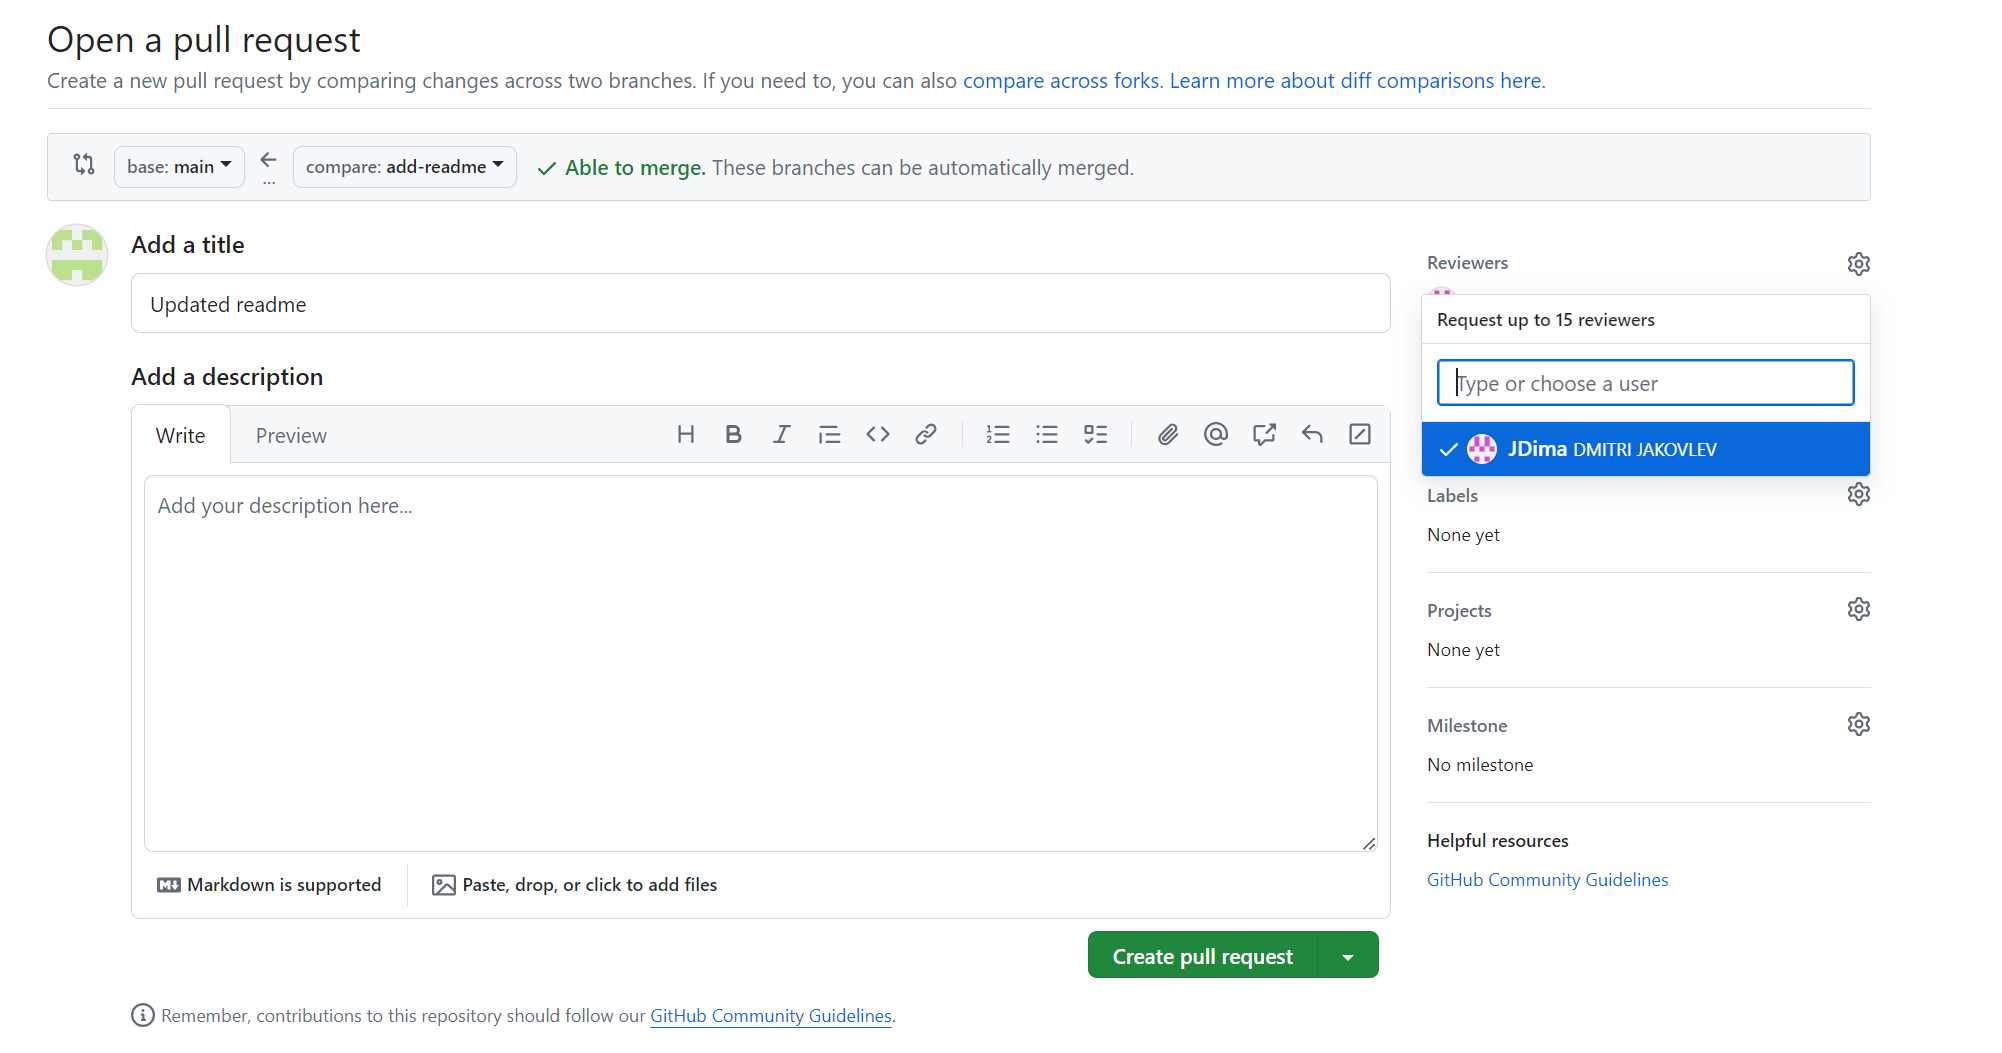 Open a pull request
Create a new pull request by comparing changes across two branches. If you need to, you can also compare across forks. Learn more about diff comparisons here.
base: main
...
compare: add-readme
Able to merge. These branches can be automatically merged.
Add a title
Updated readme
Add a description
Write
Preview
Add your description here...
Markdown is supported
Paste, drop, or click to add files
Create pull request
Remember, contributions to this repository should follow our GitHub Community Guidelines.
Reviewers
Request up to 15 reviewers
Type or choose a user
JDima DMITRI JAKOVLEV
Labels
None yet
Projects
None yet
Milestone
No milestone
Helpful resources
GitHub Community Guidelines